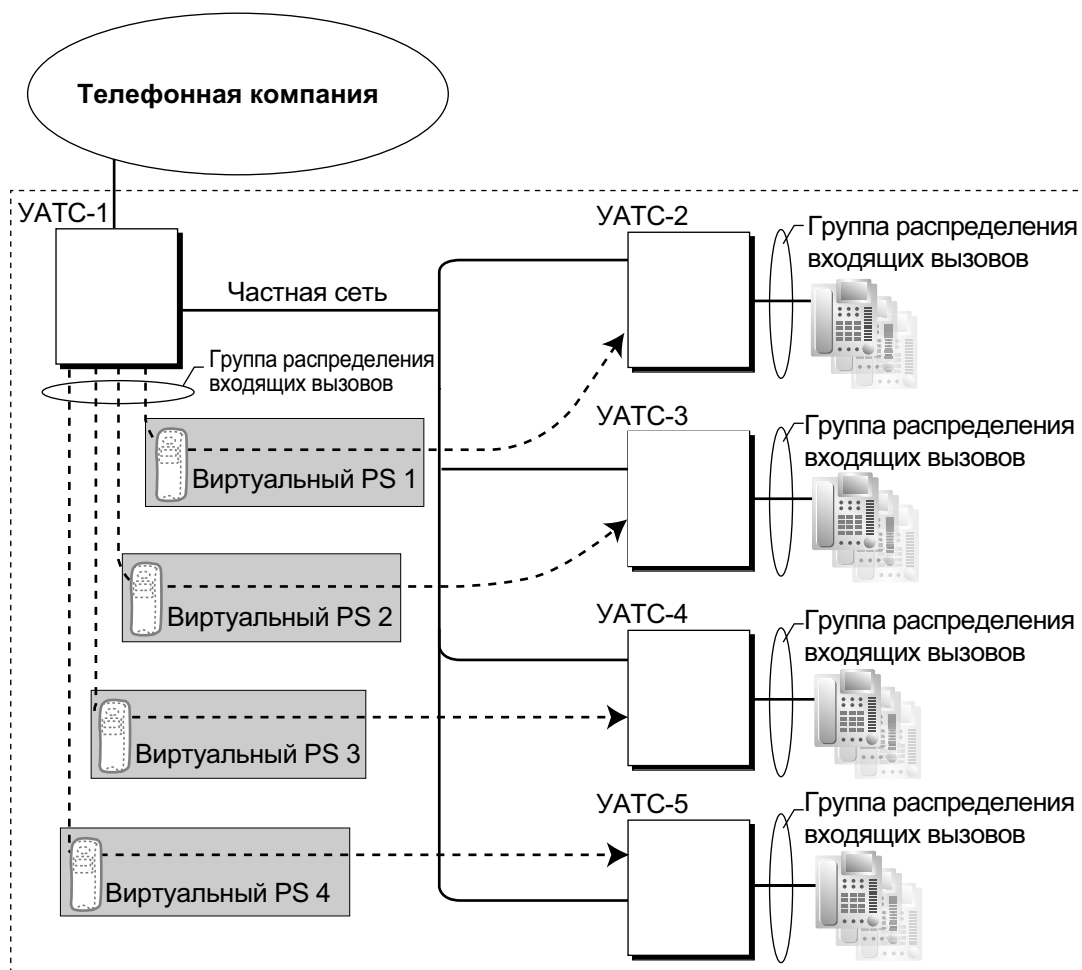 Телефонная компания
УАТС-1
УАТС-2
Группа распределения
входящих вызовов
Частная сеть
Группа распределения
входящих вызовов
УАТС-3
Группа распределения
входящих вызовов
Виртуальный PS 1
Виртуальный PS 2
УАТС-4
Группа распределения
входящих вызовов
Виртуальный PS 3
УАТС-5
Группа распределения
входящих вызовов
Виртуальный PS 4